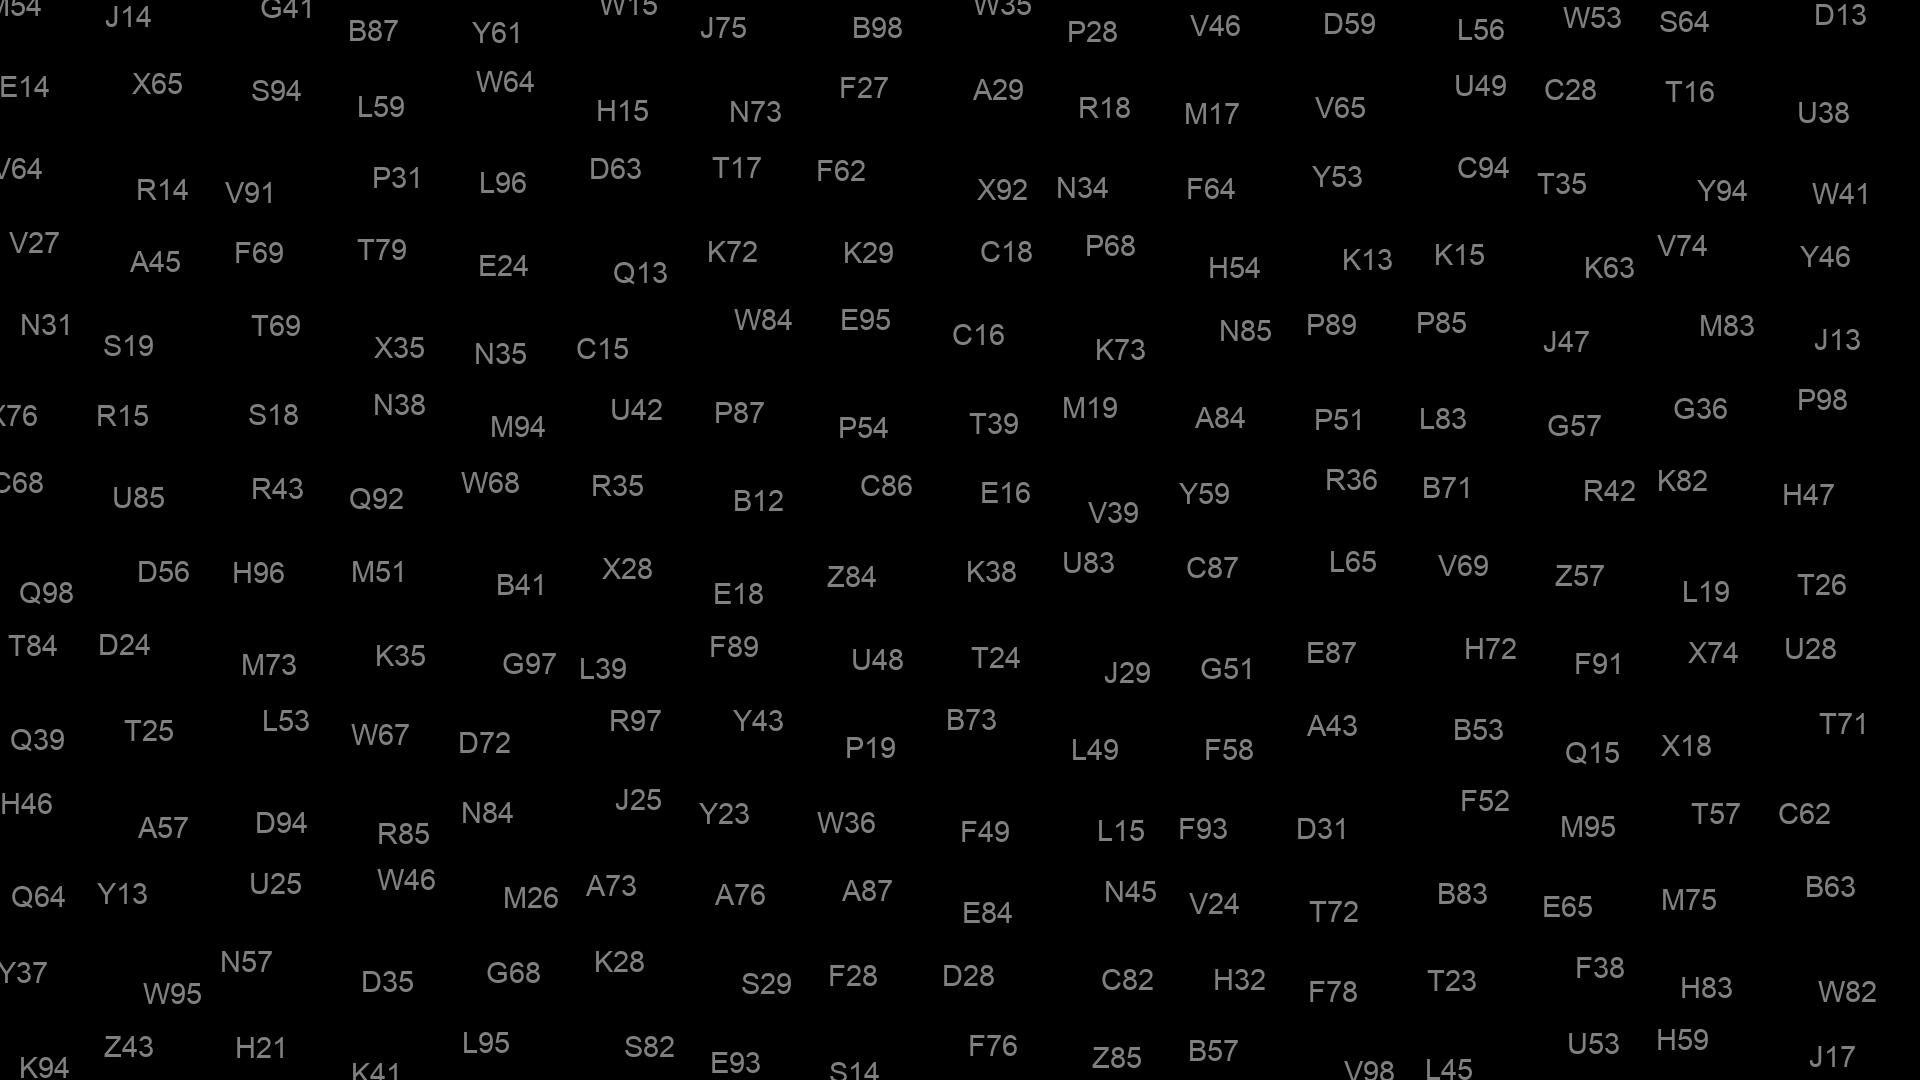 M54 J14 G41 B87 Y61 W15 J75 B98 W35 P28 V46 D59 L56 W53 S64 D13
E14 X65 S94 L59 W64 H15 N73 F27 A29 R18 M17 V65 U49 C28 T16 U38
V64 R14 V91 P31 L96 D63 T17 F62 X92 N34 F64 Y53 C94 T35 Y94 W41
V27 A45 F69 T79 E24 Q13 K72 K29 C18 P68 H54 K13 K15 K63 V74 Y46
N31 S19 T69 X35 N35 C15 W84 E95 C16 K73 N85 P89 P85 J47 M83 J13
X76 R15 S18 N38 M94 U42 P87 P54 T39 M19 A84 P51 L83 G57 G36 P98
C68 U85 R43 Q92 W68 R35 B12 C86 E16 V39 Y59 R36 B71 R42 K82 H47
Q98 D56 H96 M51 B41 X28 E18 Z84 K38 U83 C87 L65 V69 Z57 L19 T26
T84 D24 M73 K35 G97 L39 F89 U48 T24 J29 G51 E87 H72 F91 X74 U28
Q39 T25 L53 W67 D72 R97 Y43 P19 B73 L49 F58 A43 B53 Q15 X18 T71
H46 A57 D94 R85 N84 J25 Y23 W36 F49 L15 F93 D31 F52 M95 T57 C62
Q64 Y13 U25 W46 M26 A73 A76 A87 E84 N45 V24 T72 B83 E65 M75 B63
Y37 W95 N57 D35 G68 K28 S29 F28 D28 C82 H32 F78 T23 F38 H83 W82
K94 Z43 H21 K41 L95 S82 E93 S14 F76 Z85 B57 V98 L45 U53 H59 J17